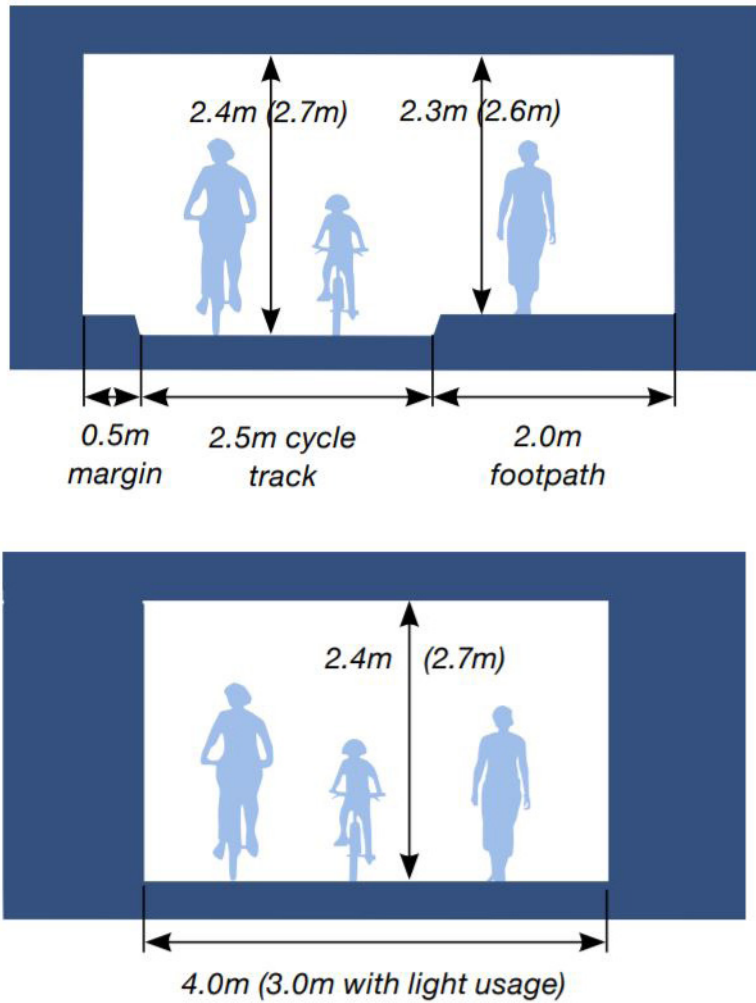 2.4m (2.7m)
2.3m (2.6m)
0.5m
margin
2.5m cycle
track
2.0m
footpath
2.4m (2.7m)
4.0m (3.0m with light usage)